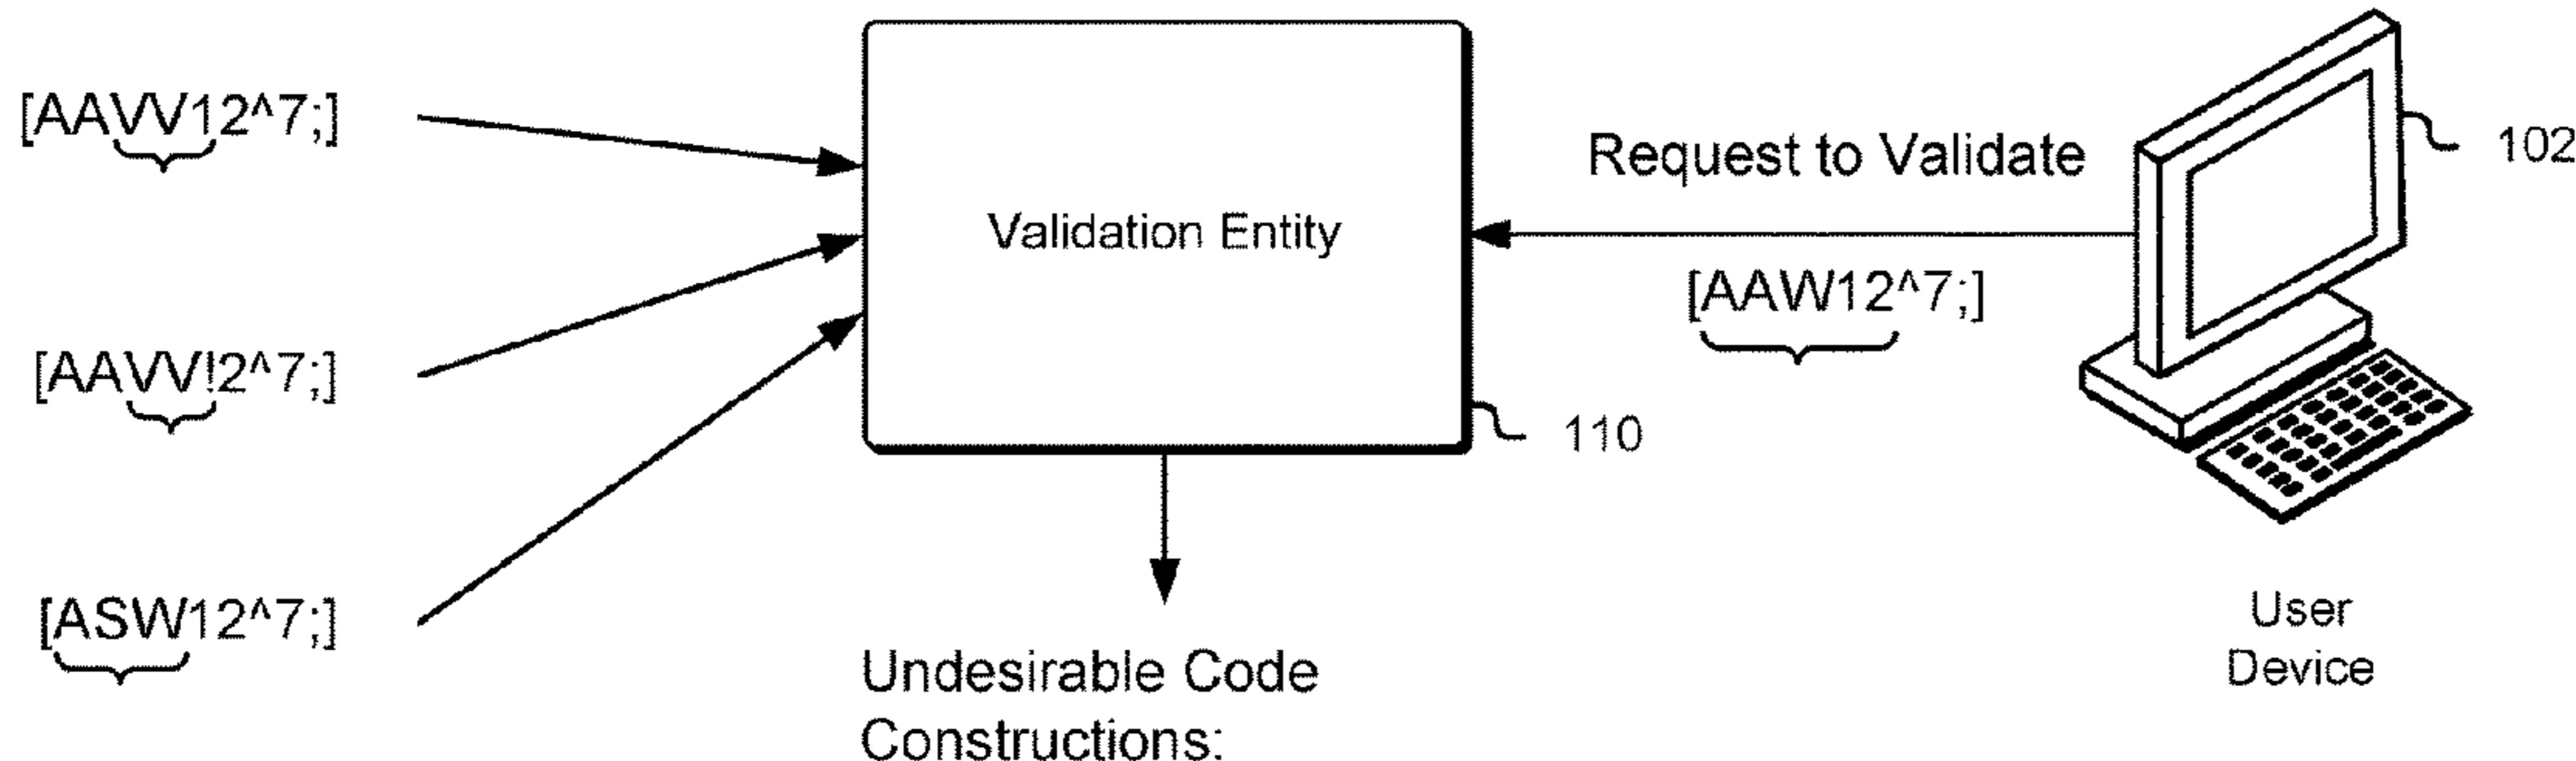 [AAVV12^7;]
[AAVV!2^7;]
[ASW12^7;]
Validation Entity
110
Undesirable Code
Constructions:
Request to Validate
[AAW12^7;]
102
User
Device